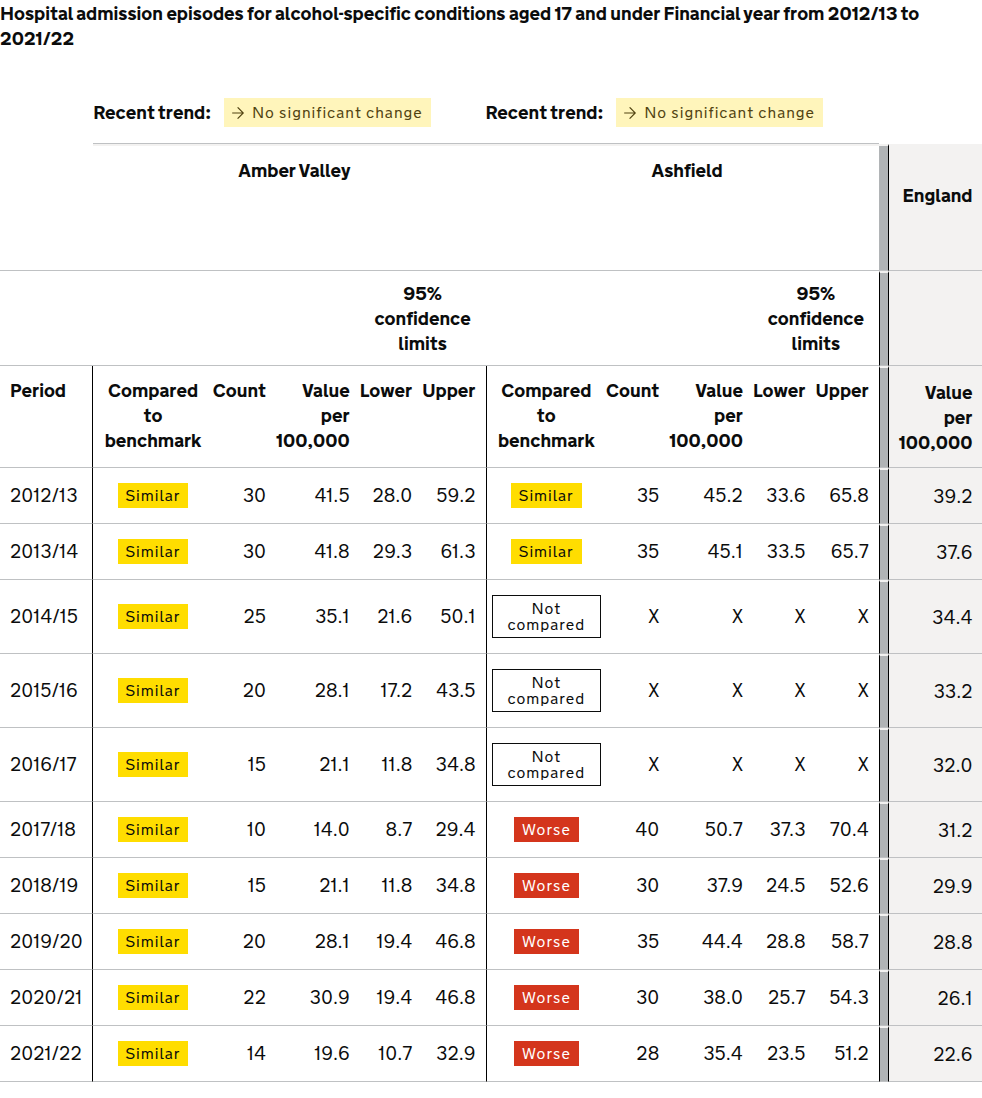 Hospital admission episodes for alcohol-specific conditions aged 17 and under Financial year from 2012/13 to
2021/22
Recent trend: → No significant change Recent trend: → No significant change
Amber Valley Ashfield
England
95% 95%
confidence confidence
limits limits
Period Compared Count Value Lower Upper Compared Count Value Lower Upper Value
to per to per per
benchmark 100,000 benchmark 100,000 100,000
2012/13 Similar 30 41.5 28.0 59.2 Similar 35 45.2 33.6 65.8 39.2
2013/14 Similar 30 41.8 29.3 61.3 Similar 35 45.1 33.5 65.7 37.6
2014/15 Similar 25 35.1 21.6 50.1 Not compared X X X X 34.4
2015/16 Similar 20 28.1 17.2 43.5 Not compared X X X X 33.2
2016/17 Similar 15 21.1 11.8 34.8 Not compared X X X X 32.0
2017/18 Similar 10 14.0 8.7 29.4 Worse 40 50.7 37.3 70.4 31.2
2018/19 Similar 15 21.1 11.8 34.8 Worse 30 37.9 24.5 52.6 29.9
2019/20 Similar 20 28.1 19.4 46.8 Worse 35 44.4 28.8 58.7 28.8
2020/21 Similar 22 30.9 19.4 46.8 Worse 30 38.0 25.7 54.3 26.1
2021/22 Similar 14 19.6 10.7 32.9 Worse 28 35.4 23.5 51.2 22.6